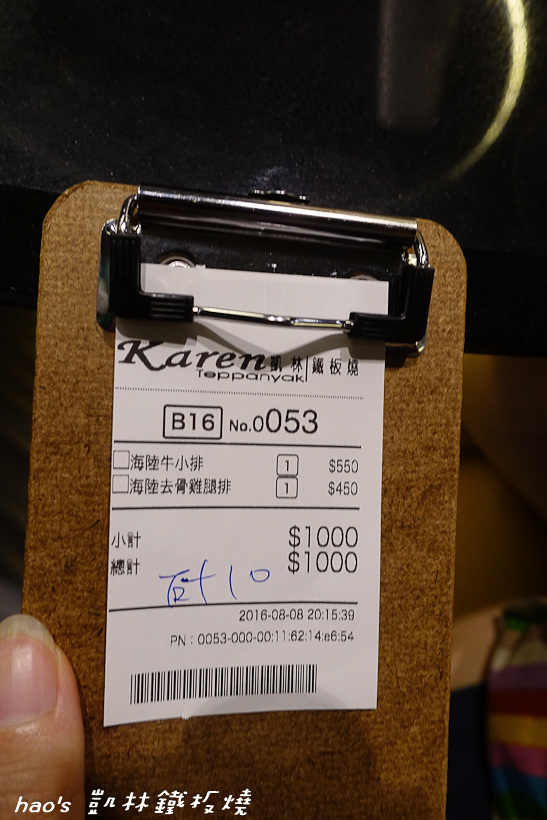 Karen 凱林 鐵板燒
Teppanyaki
B16 No.0053
海陸牛小排 1 $550
海陸去骨雞腿排 1 $450
小計 $1000
總計 $1000
10
2016-08-08 20:15:39
PN : 0053-000-00:11:62:14:e6:54
hao's 凱林鐵板燒